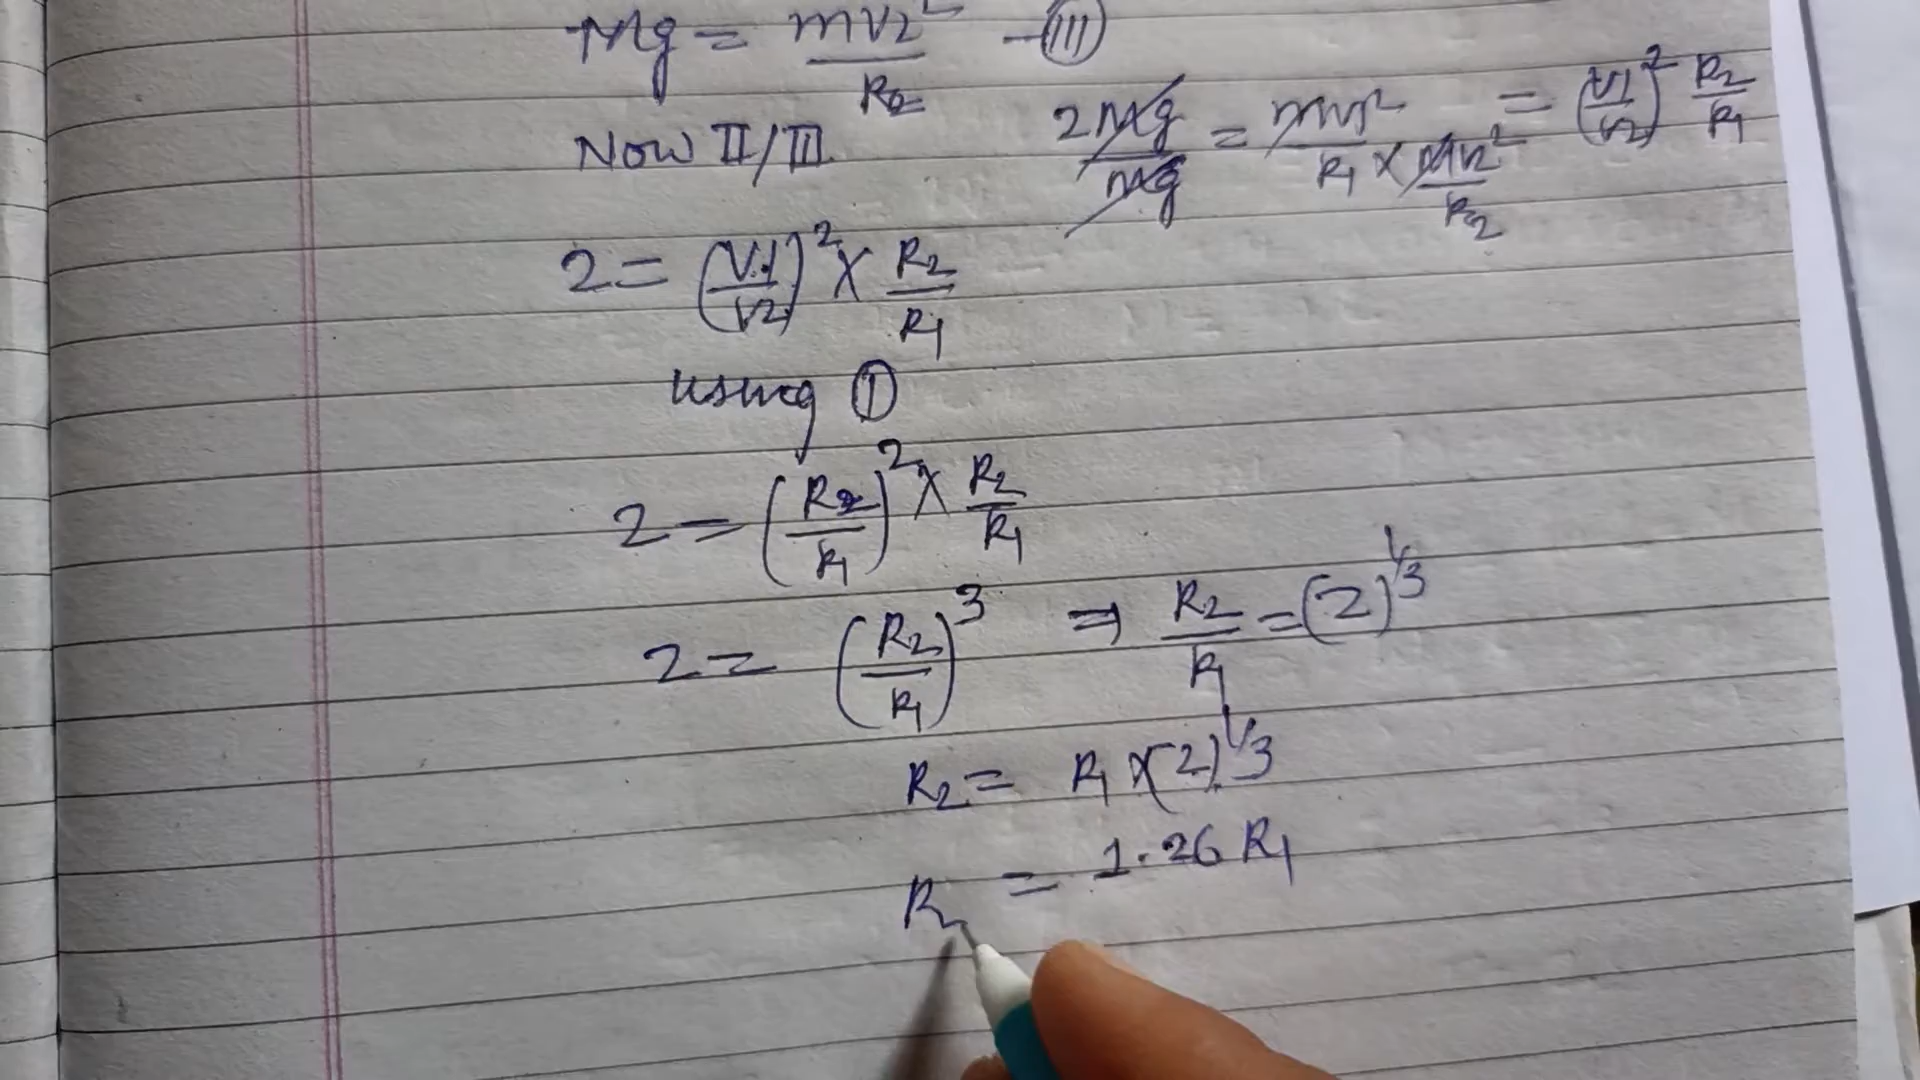 Mg = mv2² / R2 - (III)
Now II/III 2Mg / Mg = mv1² / R1 × mv2² / R2 = (v1/v2)² R2/R1
2 = (v1/v2)² × R2/R1
using (I)
2 = (R2/R1)² × R2/R1
2 = (R2/R1)³ ⇒ R2/R1 = (2)^1/3
R2 = R1 × (2)^1/3
R2 = 1.26 R1